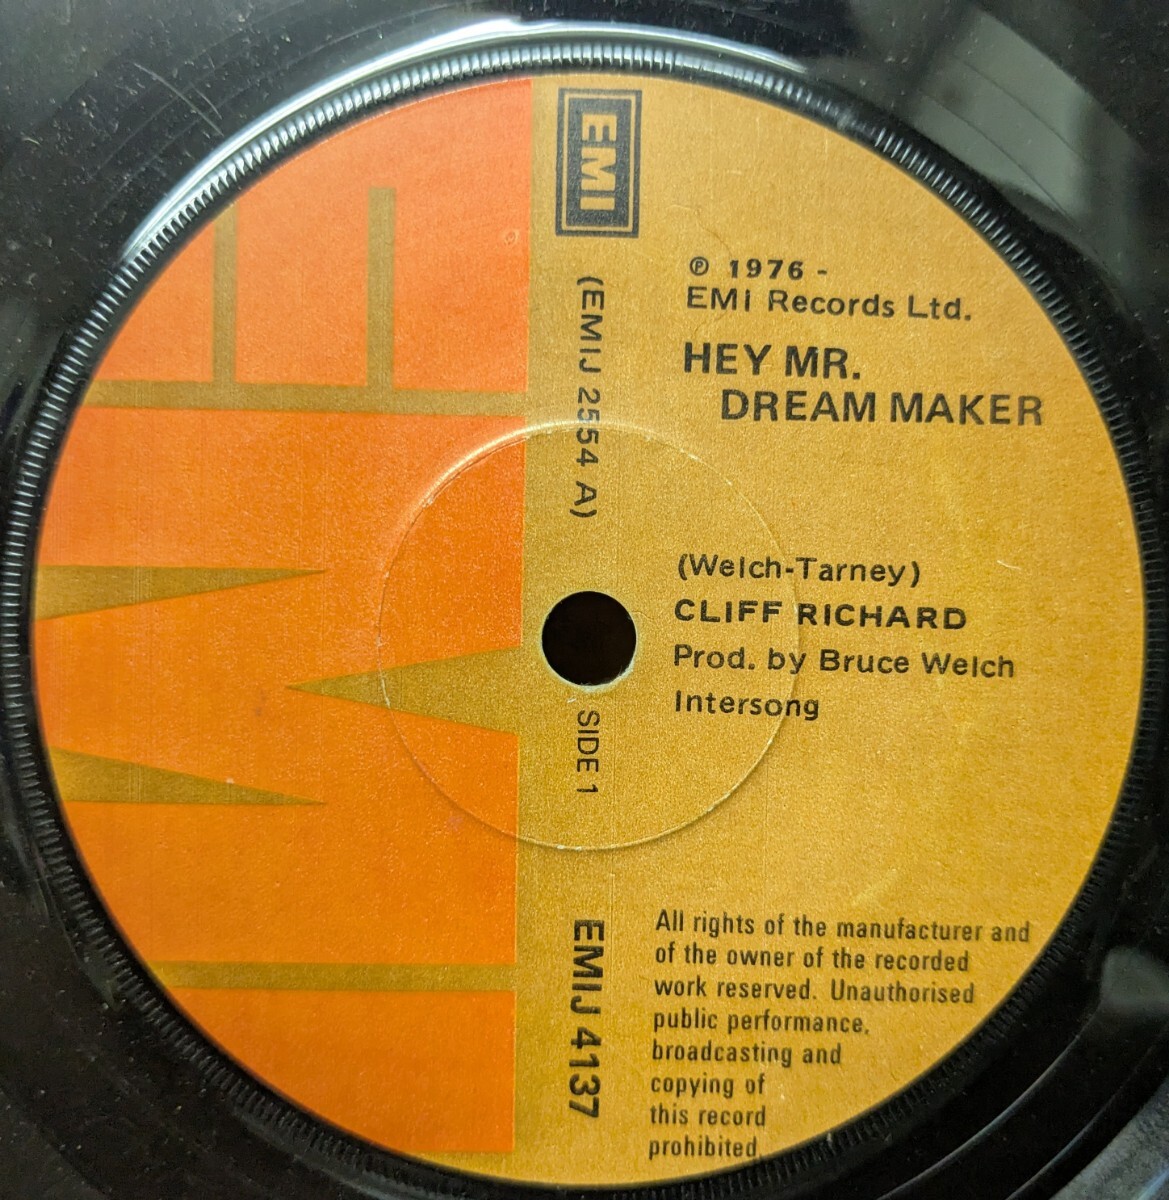 EMI
(EMIJ 2554 A)
SIDE 1
EMIJ 4137
℗ 1976 -
EMI Records Ltd.
HEY MR.
DREAM MAKER
(Welch-Tarney)
CLIFF RICHARD
Prod. by Bruce Welch
Intersong
All rights of the manufacturer and
of the owner of the recorded
work reserved. Unauthorised
public performance,
broadcasting and
copying of
this record
prohibited.
EMI